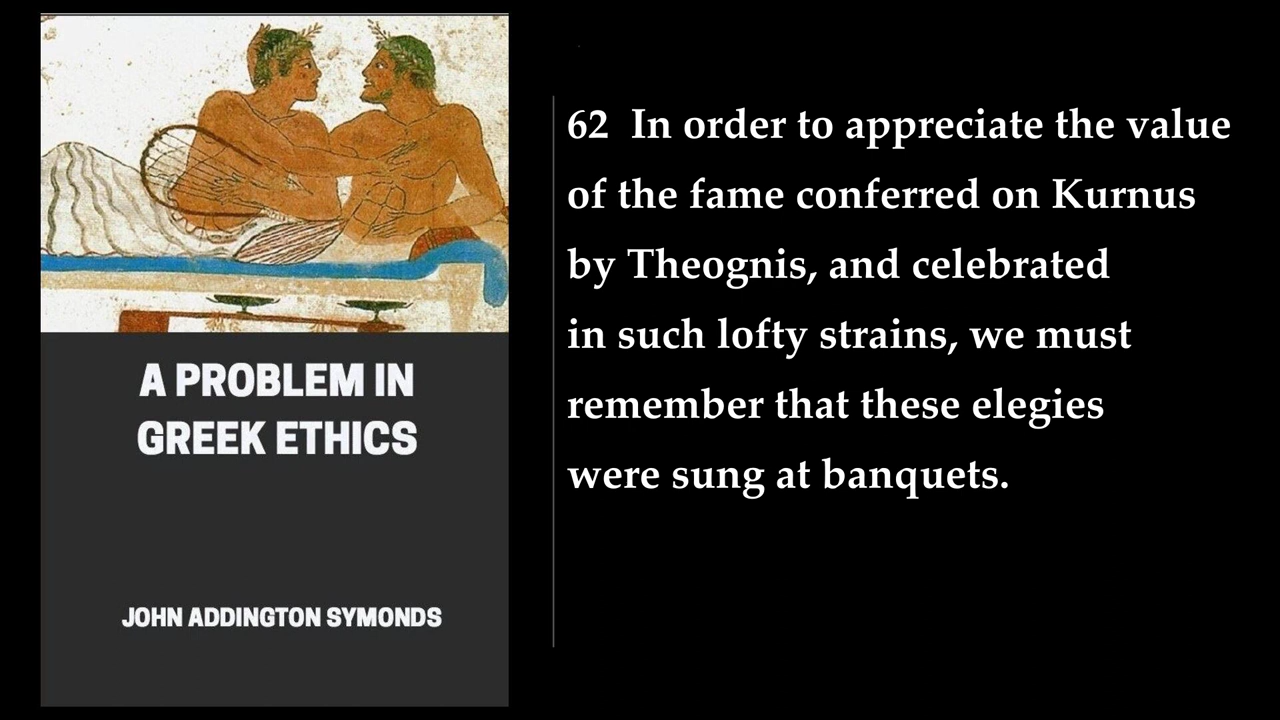 A PROBLEM IN
GREEK ETHICS
JOHN ADDINGTON SYMONDS
62 In order to appreciate the value
of the fame conferred on Kurnus
by Theognis, and celebrated
in such lofty strains, we must
remember that these elegies
were sung at banquets.